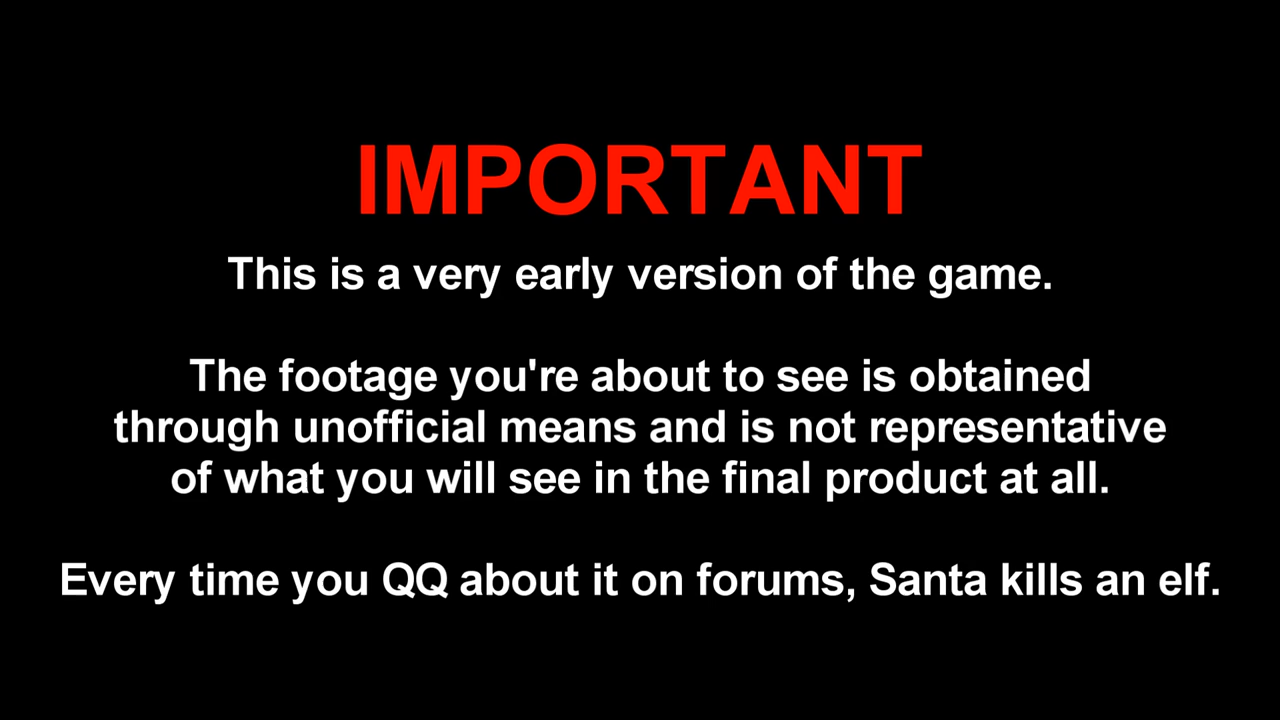 IMPORTANT
This is a very early version of the game.
The footage you're about to see is obtained
through unofficial means and is not representative
of what you will see in the final product at all.
Every time you QQ about it on forums, Santa kills an elf.